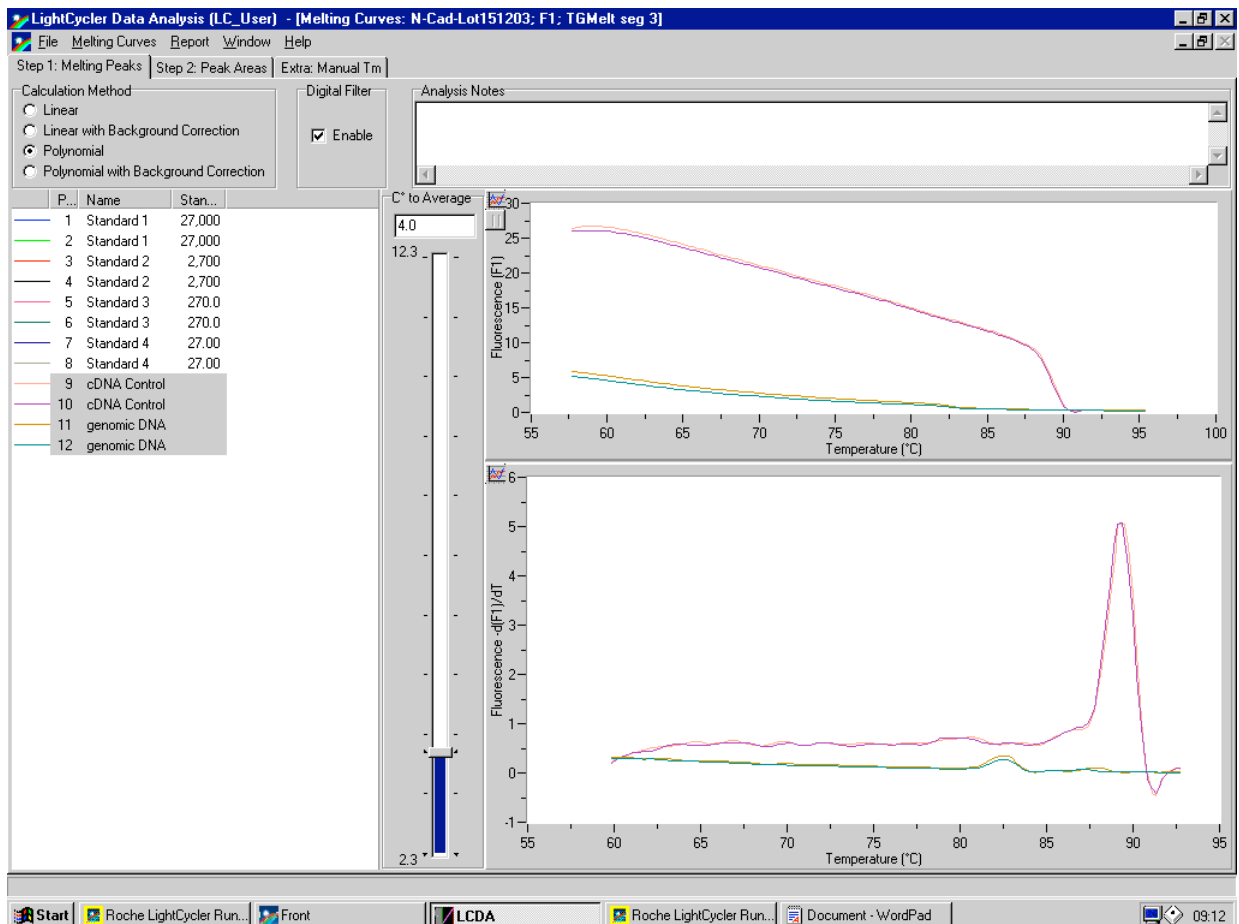 LightCycler Data Analysis (LC_User) - [Melting Curves: N-Cad-Lot151203; F1; TGMelt seg 3]
File Melting Curves Report Window Help
Step 1: Melting Peaks Step 2: Peak Areas Extra: Manual Tm
Calculation Method
Linear
Linear with Background Correction
Polynomial
Polynomial with Background Correction
Digital Filter
Enable
Analysis Notes
P... Name Stan...
1 Standard 1 27,000
2 Standard 1 27,000
3 Standard 2 2,700
4 Standard 2 2,700
5 Standard 3 270.0
6 Standard 3 270.0
7 Standard 4 27.00
8 Standard 4 27.00
9 cDNA Control
10 cDNA Control
11 genomic DNA
12 genomic DNA
C° to Average
4.0
12.3
2.3
30
25
20
15
10
5
0
Fluorescence (F1)
55 60 65 70 75 80 85 90 95 100
Temperature (°C)
6
5
4
3
2
1
0
-1
Fluorescence -d(F1)/dT
55 60 65 70 75 80 85 90 95
Temperature (°C)
Start Roche LightCycler Run... Front LCDA Roche LightCycler Run... Document - WordPad 09:12